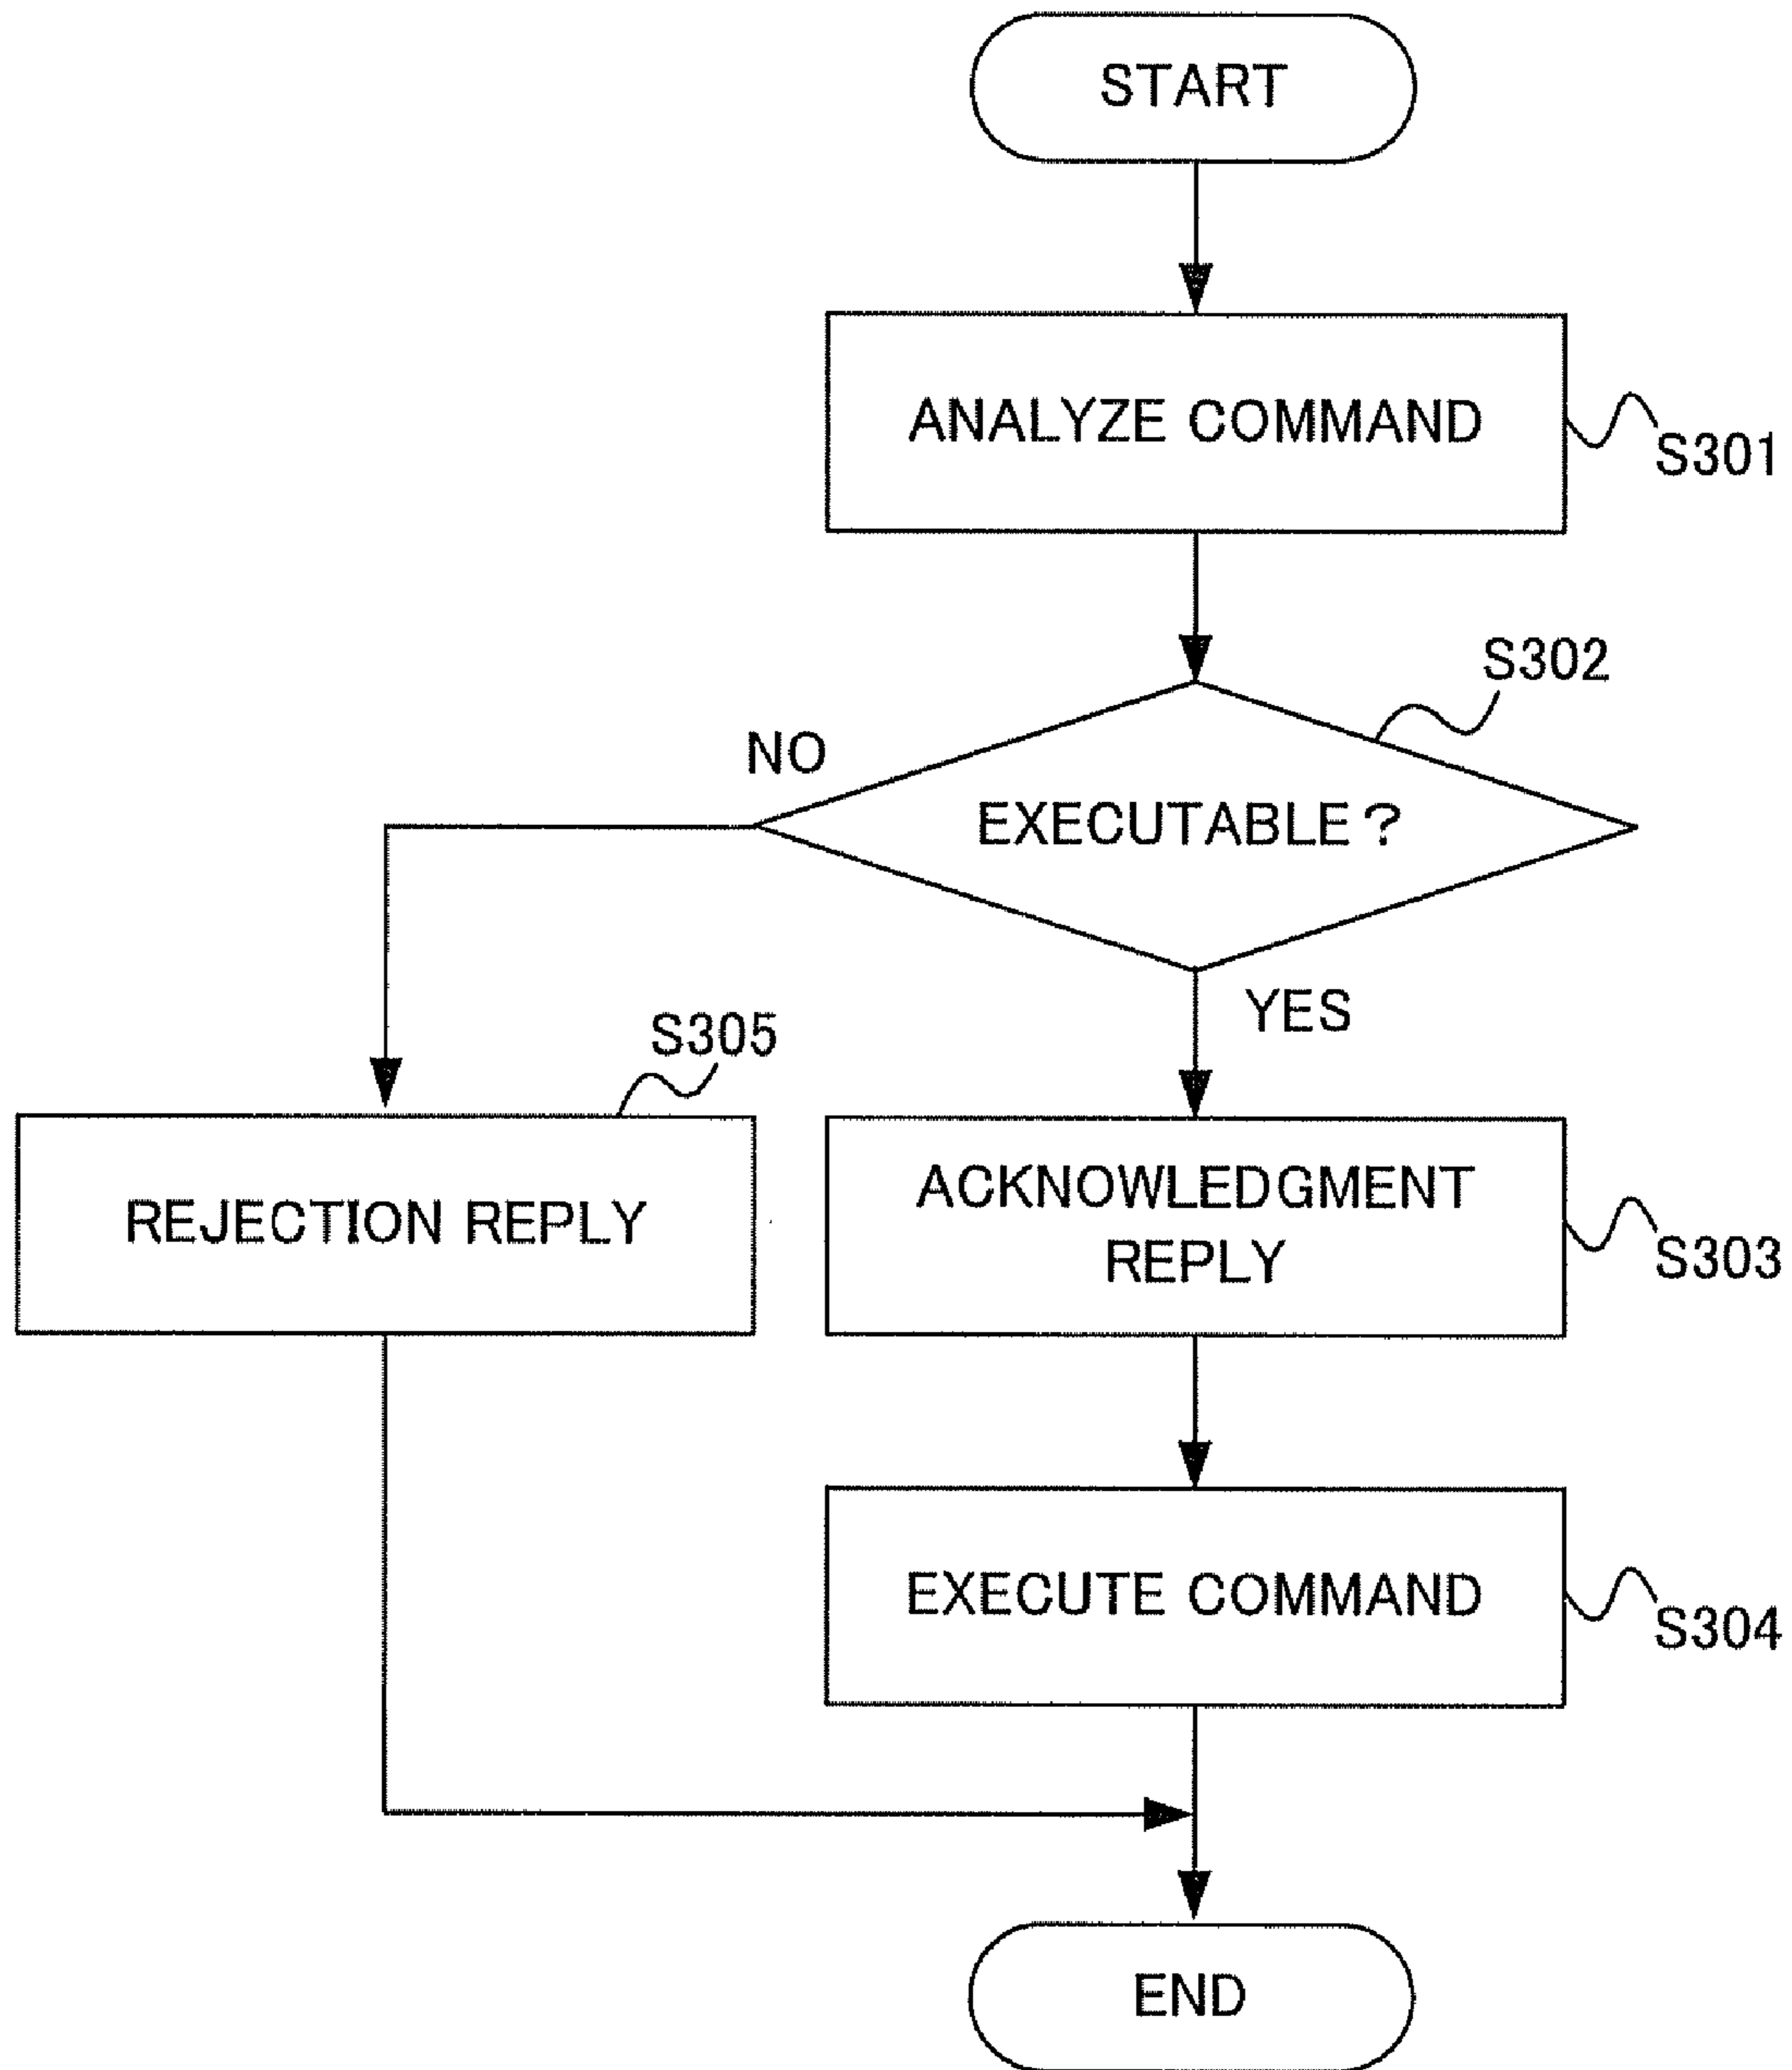 START
ANALYZE COMMAND
S301
S302
NO
EXECUTABLE?
YES
S305
REJECTION REPLY
ACKNOWLEDGMENT
REPLY
S303
EXECUTE COMMAND
S304
END